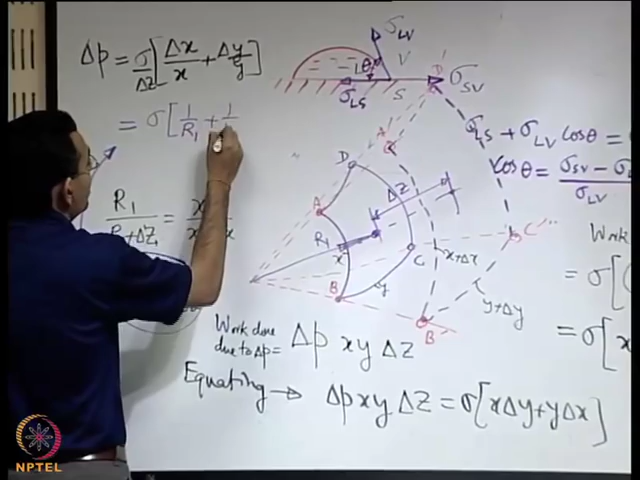 Δp = σ/ΔZ [Δx/x + Δy/y]
= σ[1/R₁ + 1/
R₁/R₁+ΔZ = x/x x
σLV
θ
V
σLS
S
σSV
σLS + σLV cosθ =
cosθ = σSV − σ/σLV
D
A'
A
ΔZ
R₁
x
C
C'
x+Δx
B
y
y+Δy
B'
= σ[
= σ[x
Work done
due to Δp = Δp xy ΔZ
Equating → Δp xy ΔZ = σ[xΔy + yΔx]
NPTEL